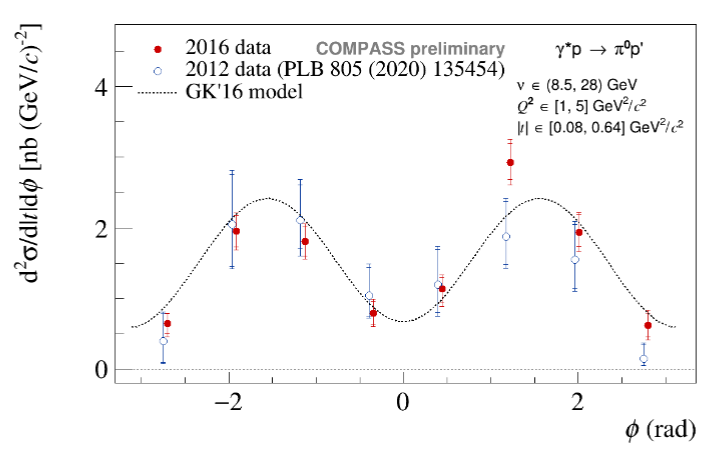 2016 data
COMPASS preliminary
γ*p → π⁰p'
2012 data (PLB 805 (2020) 135454)
GK'16 model
ν ∈ (8.5, 28) GeV
Q² ∈ [1, 5] GeV²/c²
|t| ∈ [0.08, 0.64] GeV²/c²
d²σ/d|t|dϕ [nb (GeV/c)⁻²]
4
2
0
−2 0 2
ϕ (rad)